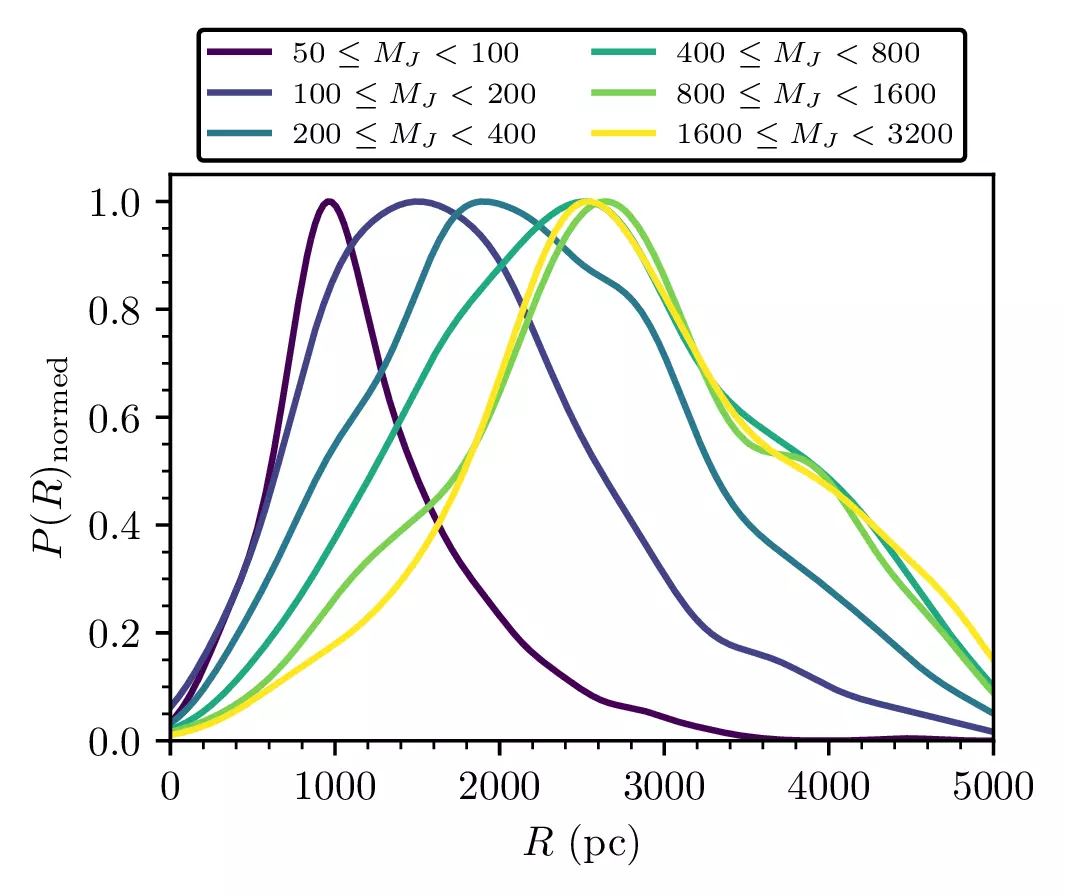 50 ≤ M_J < 100
100 ≤ M_J < 200
200 ≤ M_J < 400
400 ≤ M_J < 800
800 ≤ M_J < 1600
1600 ≤ M_J < 3200
P(R)_normed
1.0
0.8
0.6
0.4
0.2
0.0
0 1000 2000 3000 4000 5000
R (pc)